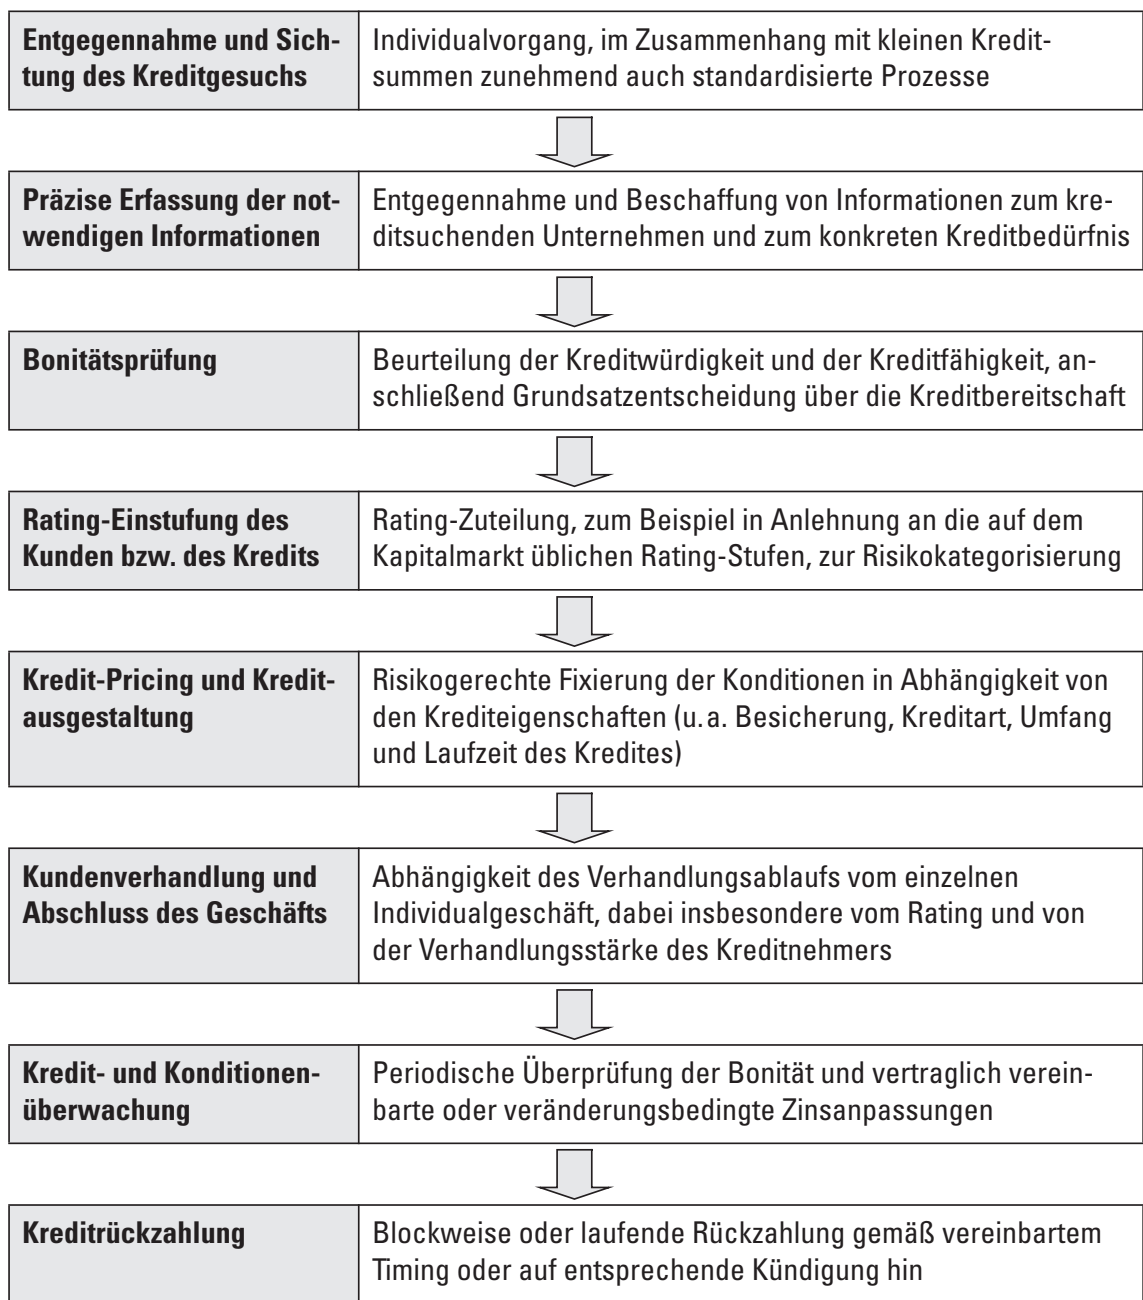 Entgegennahme und Sich-
tung des Kreditgesuchs
Individualvorgang, im Zusammenhang mit kleinen Kredit-
summen zunehmend auch standardisierte Prozesse
Präzise Erfassung der not-
wendigen Informationen
Entgegennahme und Beschaffung von Informationen zum kre-
ditsuchenden Unternehmen und zum konkreten Kreditbedürfnis
Bonitätsprüfung
Beurteilung der Kreditwürdigkeit und der Kreditfähigkeit, an-
schließend Grundsatzentscheidung über die Kreditbereitschaft
Rating-Einstufung des
Kunden bzw. des Kredits
Rating-Zuteilung, zum Beispiel in Anlehnung an die auf dem
Kapitalmarkt üblichen Rating-Stufen, zur Risikokategorisierung
Kredit-Pricing und Kredit-
ausgestaltung
Risikogerechte Fixierung der Konditionen in Abhängigkeit von
den Krediteigenschaften (u. a. Besicherung, Kreditart, Umfang
und Laufzeit des Kredites)
Kundenverhandlung und
Abschluss des Geschäfts
Abhängigkeit des Verhandlungsablaufs vom einzelnen
Individualgeschäft, dabei insbesondere vom Rating und von
der Verhandlungsstärke des Kreditnehmers
Kredit- und Konditionen-
überwachung
Periodische Überprüfung der Bonität und vertraglich verein-
barte oder veränderungsbedingte Zinsanpassungen
Kreditrückzahlung
Blockweise oder laufende Rückzahlung gemäß vereinbartem
Timing oder auf entsprechende Kündigung hin